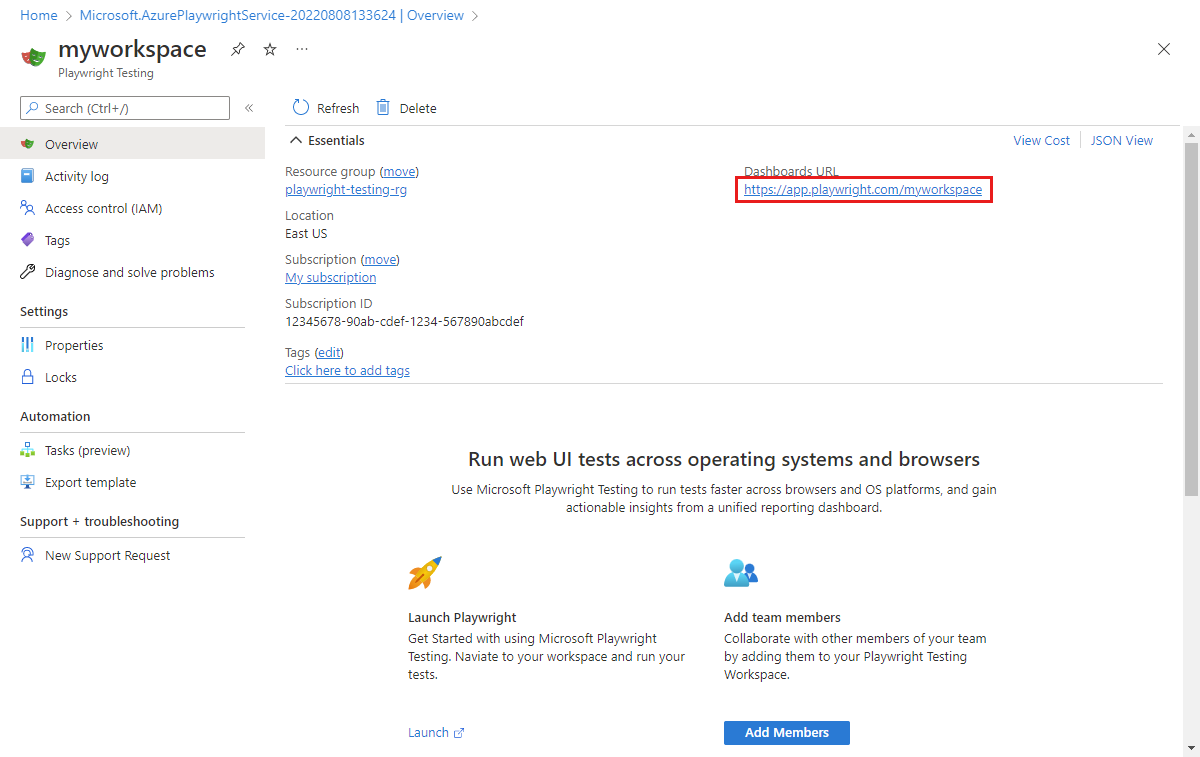 Home > Microsoft.AzurePlaywrightService-20220808133624 | Overview >
myworkspace
Playwright Testing
Search (Ctrl+/)
«
Overview
Activity log
Access control (IAM)
Tags
Diagnose and solve problems
Settings
Properties
Locks
Automation
Tasks (preview)
Export template
Support + troubleshooting
New Support Request
Refresh
Delete
Essentials
View Cost
JSON View
Resource group (move)
playwright-testing-rg
Location
East US
Subscription (move)
My subscription
Subscription ID
12345678-90ab-cdef-1234-567890abcdef
Tags (edit)
Click here to add tags
Dashboards URL
https://app.playwright.com/myworkspace
Run web UI tests across operating systems and browsers
Use Microsoft Playwright Testing to run tests faster across browsers and OS platforms, and gain
actionable insights from a unified reporting dashboard.
Launch Playwright
Get Started with using Microsoft Playwright
Testing. Naviate to your workspace and run your
tests.
Launch
Add team members
Collaborate with other members of your team
by adding them to your Playwright Testing
Workspace.
Add Members